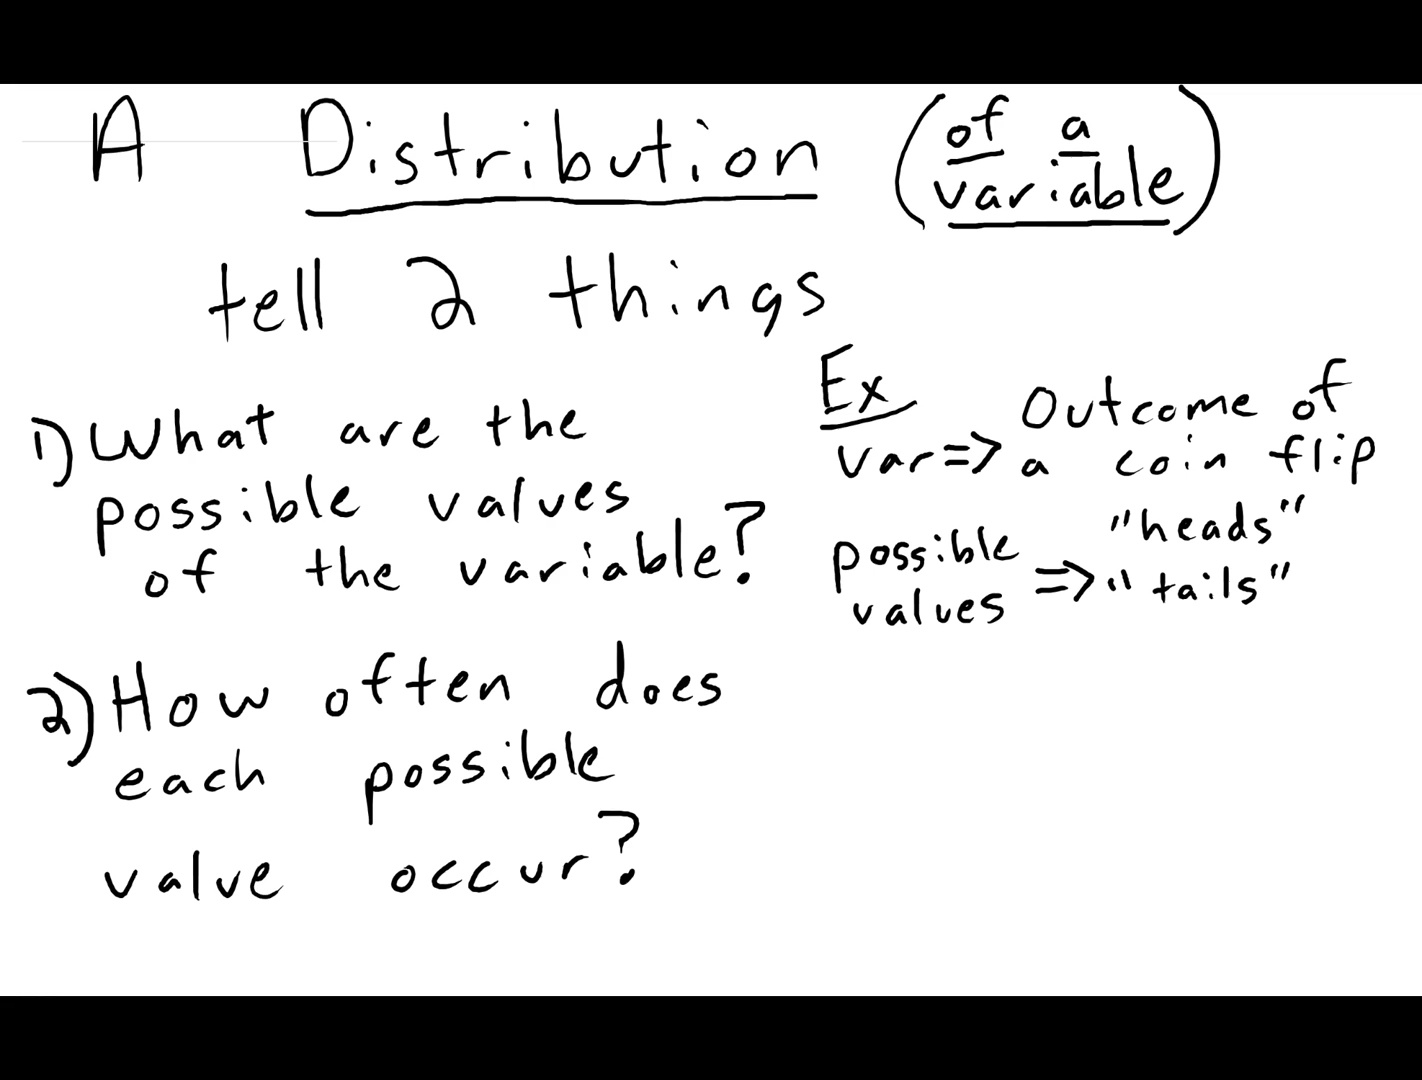 A Distribution (of a variable)
tell 2 things
1) What are the
possible values
of the variable?
2) How often does
each possible
value occur?
Ex
var => Outcome of
a coin flip
possible values => "heads"
"tails"